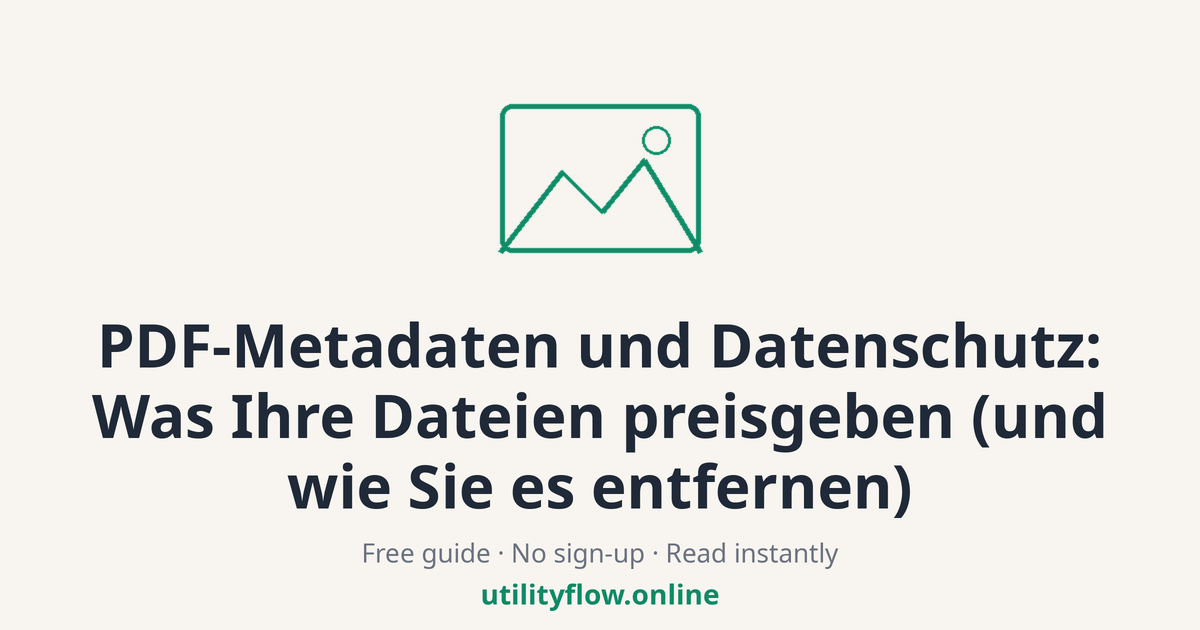 PDF-Metadaten und Datenschutz:
Was Ihre Dateien preisgeben (und
wie Sie es entfernen)
Free guide · No sign-up · Read instantly
utilityflow.online